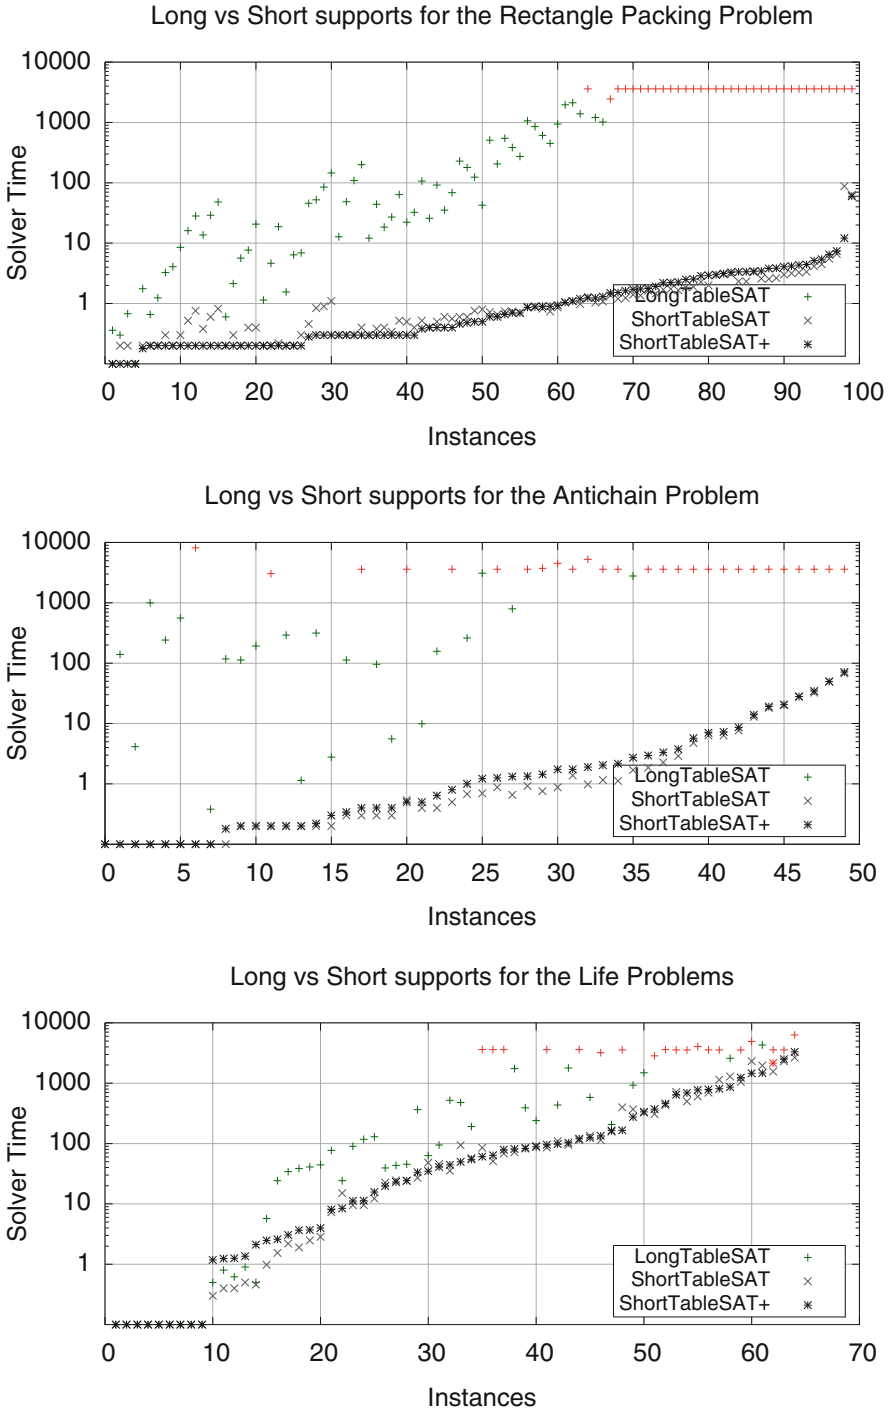 Long vs Short supports for the Rectangle Packing Problem
10000
1000
100
10
1
Solver Time
LongTableSAT
ShortTableSAT
ShortTableSAT+
0 10 20 30 40 50 60 70 80 90 100
Instances
Long vs Short supports for the Antichain Problem
10000
1000
100
10
1
Solver Time
LongTableSAT
ShortTableSAT
ShortTableSAT+
0 5 10 15 20 25 30 35 40 45 50
Instances
Long vs Short supports for the Life Problems
10000
1000
100
10
1
Solver Time
LongTableSAT
ShortTableSAT
ShortTableSAT+
0 10 20 30 40 50 60 70
Instances